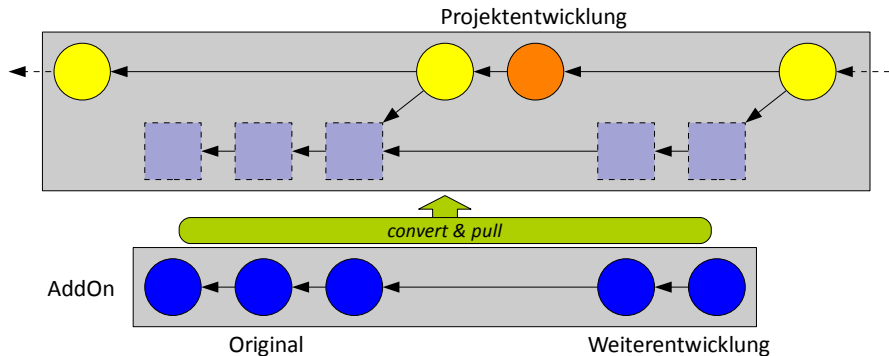 Projektentwicklung
convert & pull
AddOn
Original
Weiterentwicklung